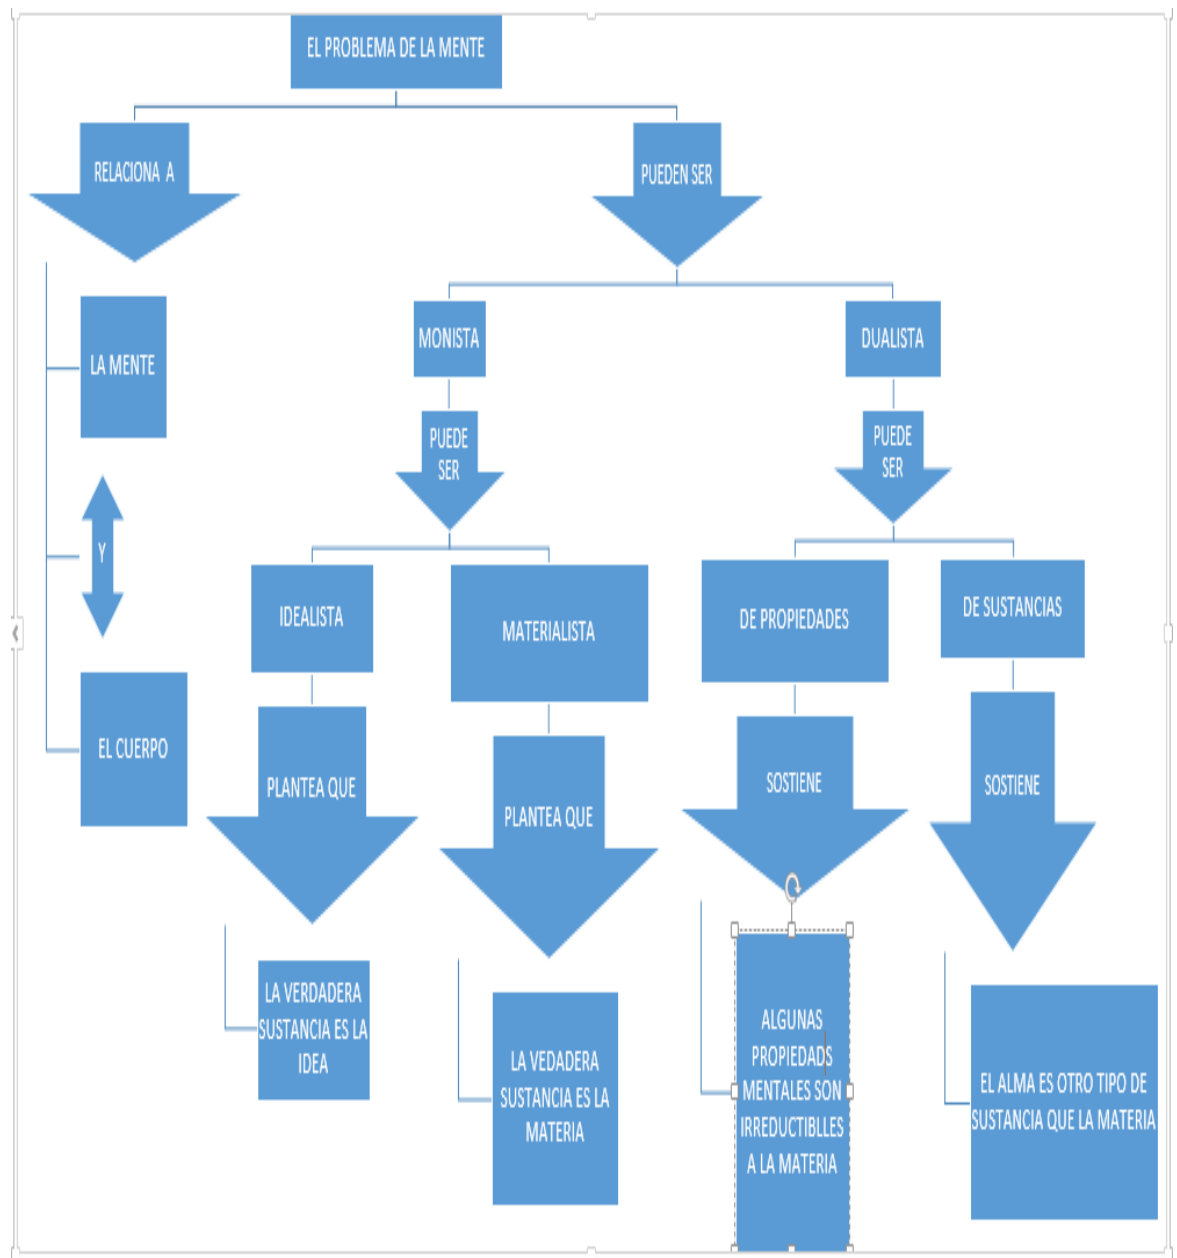 EL PROBLEMA DE LA MENTE
RELACIONA A
PUEDEN SER
LA MENTE
Y
EL CUERPO
MONISTA
DUALISTA
PUEDE
SER
PUEDE
SER
IDEALISTA
MATERIALISTA
DE PROPIEDADES
DE SUSTANCIAS
PLANTEA QUE
PLANTEA QUE
SOSTIENE
SOSTIENE
LA VERDADERA
SUSTANCIA ES LA
IDEA
LA VEDADERA
SUSTANCIA ES LA
MATERIA
ALGUNAS
PROPIEDADS
MENTALES SON
IRREDUCTIBLLES
A LA MATERIA
EL ALMA ES OTRO TIPO DE
SUSTANCIA QUE LA MATERIA